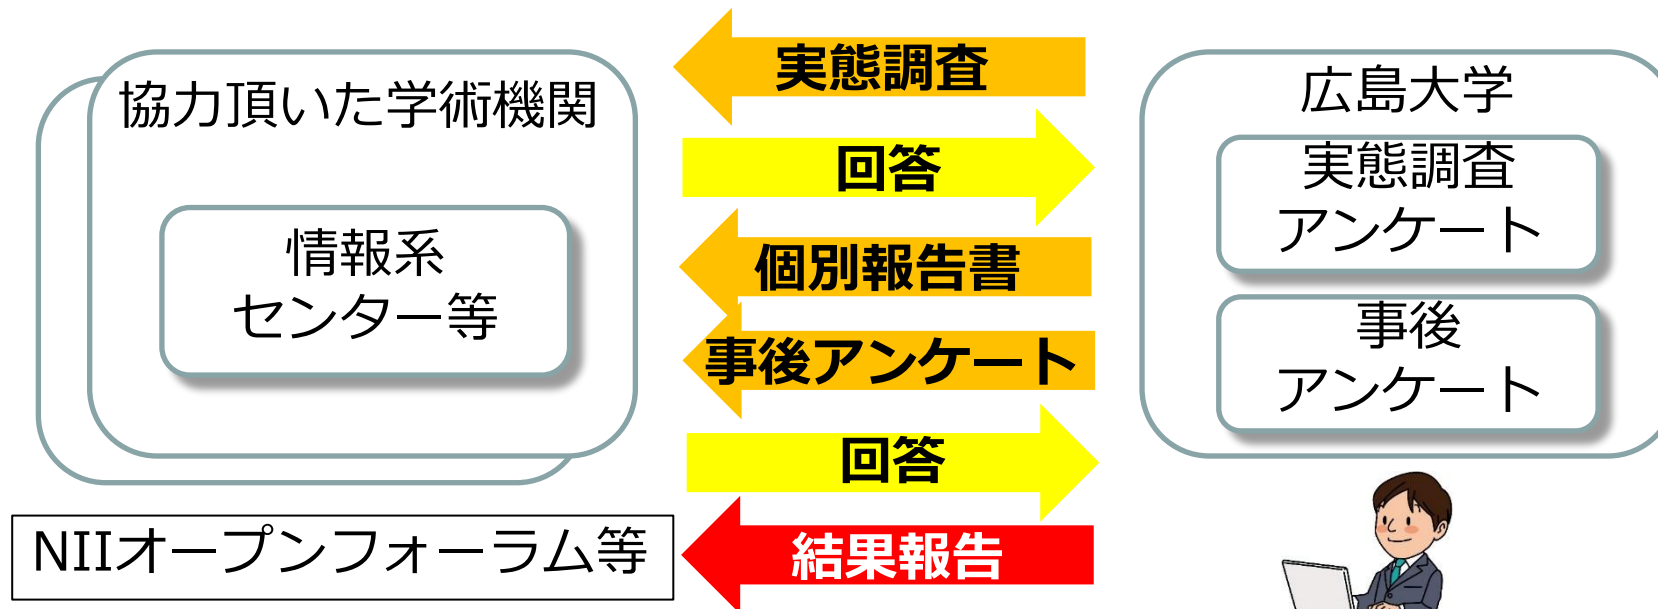 協力頂いた学術機関
情報系
センター等
NIIオープンフォーラム等
実態調査
回答
個別報告書
事後アンケート
回答
結果報告
広島大学
実態調査
アンケート
事後
アンケート